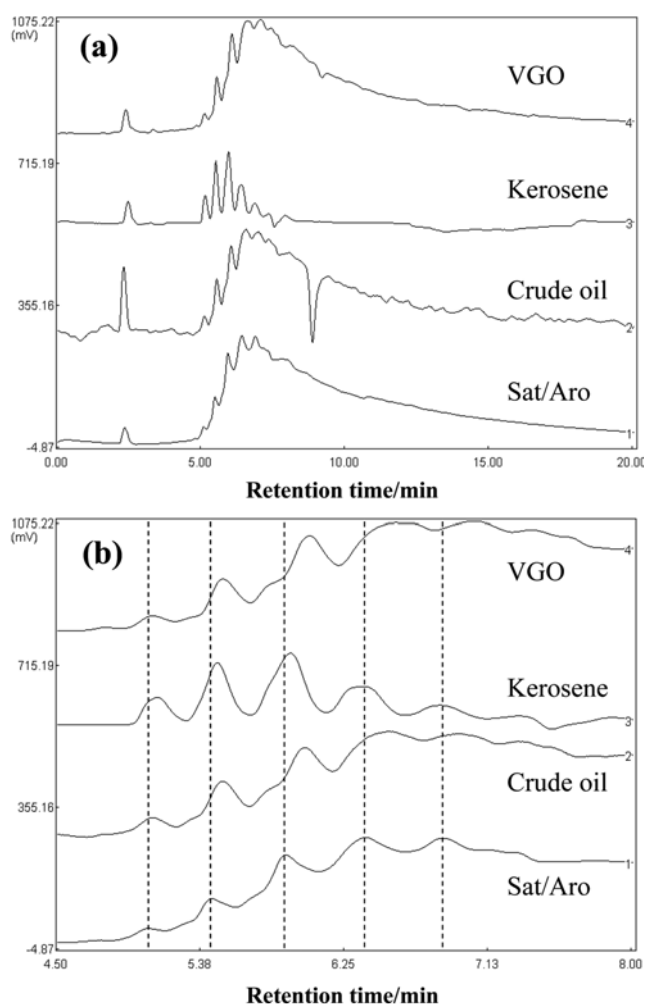 1075.22
(mV)
(a)
VGO
4
715.19
Kerosene
3
355.16
Crude oil
2
Sat/Aro
1
-4.87
0.00 5.00 10.00 15.00 20.00
Retention time/min
1075.22
(mV)
(b)
4
VGO
715.19
Kerosene
3
2
355.16
Crude oil
1
Sat/Aro
-4.87
4.50 5.38 6.25 7.13 8.00
Retention time/min